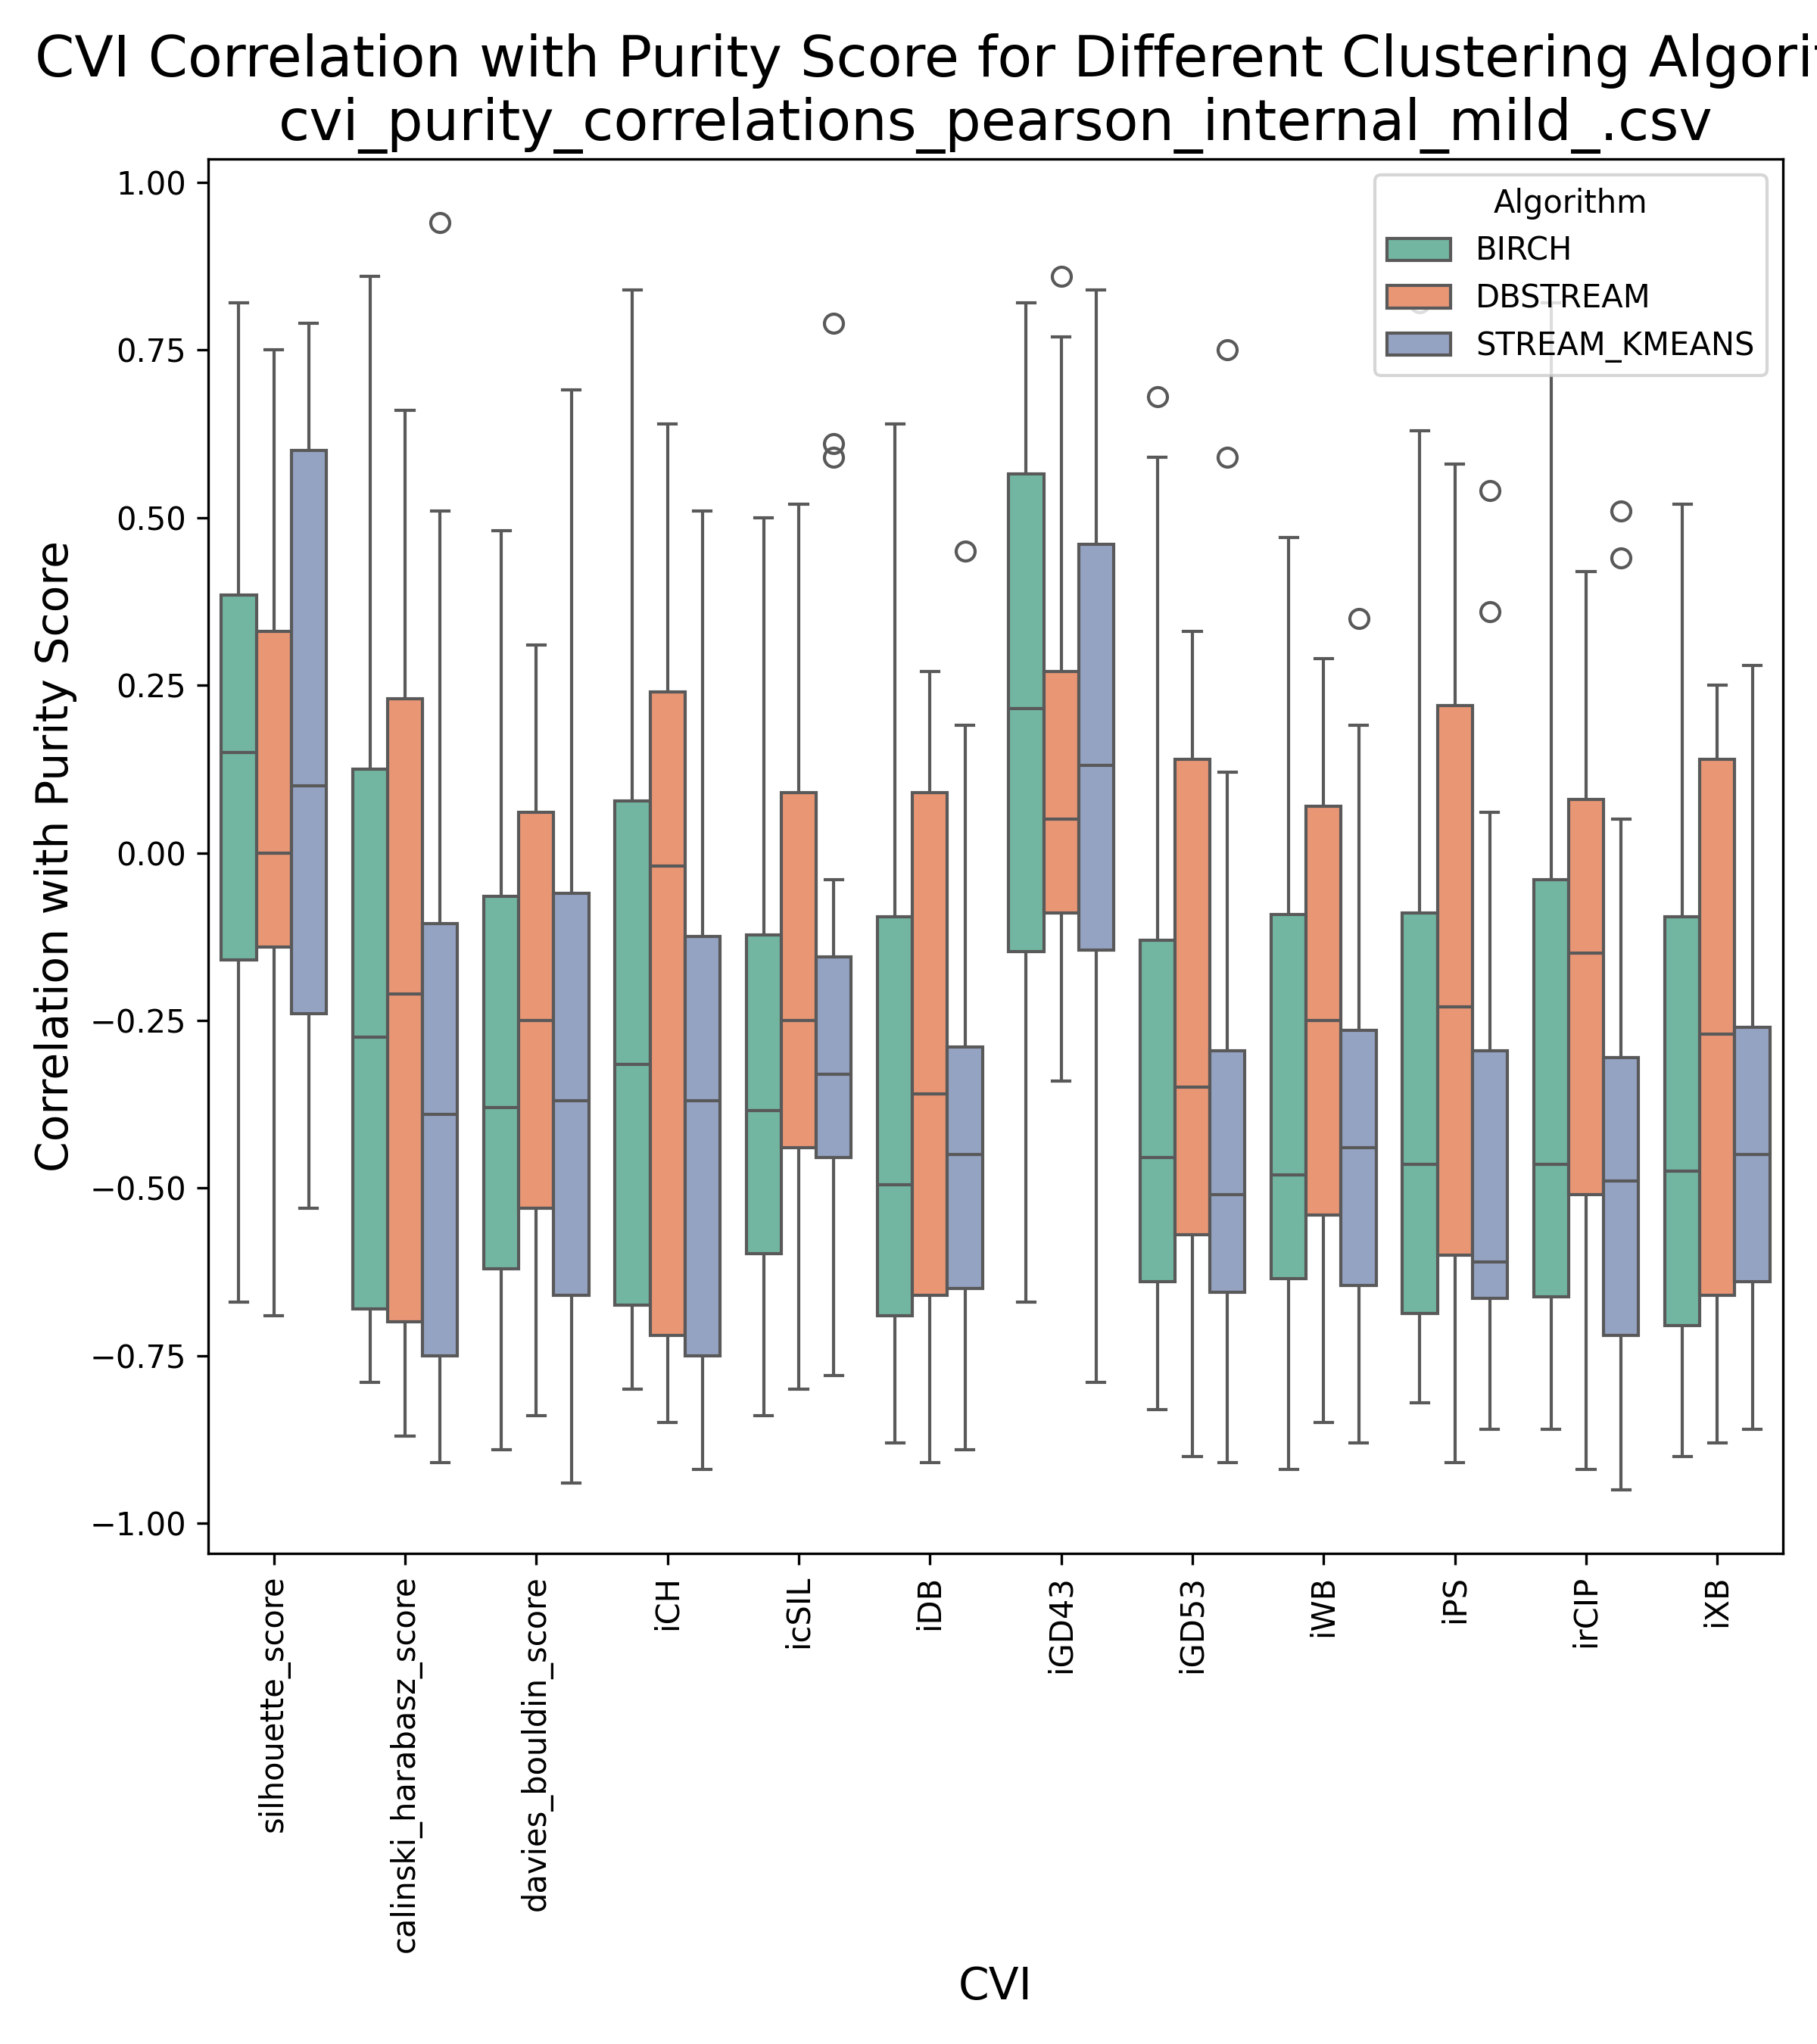 CVI Correlation with Purity Score for Different Clustering Algori
cvi_purity_correlations_pearson_internal_mild_.csv
Algorithm
BIRCH
DBSTREAM
STREAM_KMEANS
Correlation with Purity Score
1.00
0.75
0.50
0.25
0.00
−0.25
−0.50
−0.75
−1.00
silhouette_score
calinski_harabasz_score
davies_bouldin_score
iCH
icSIL
iDB
iGD43
iGD53
iWB
iPS
irCIP
iXB
CVI